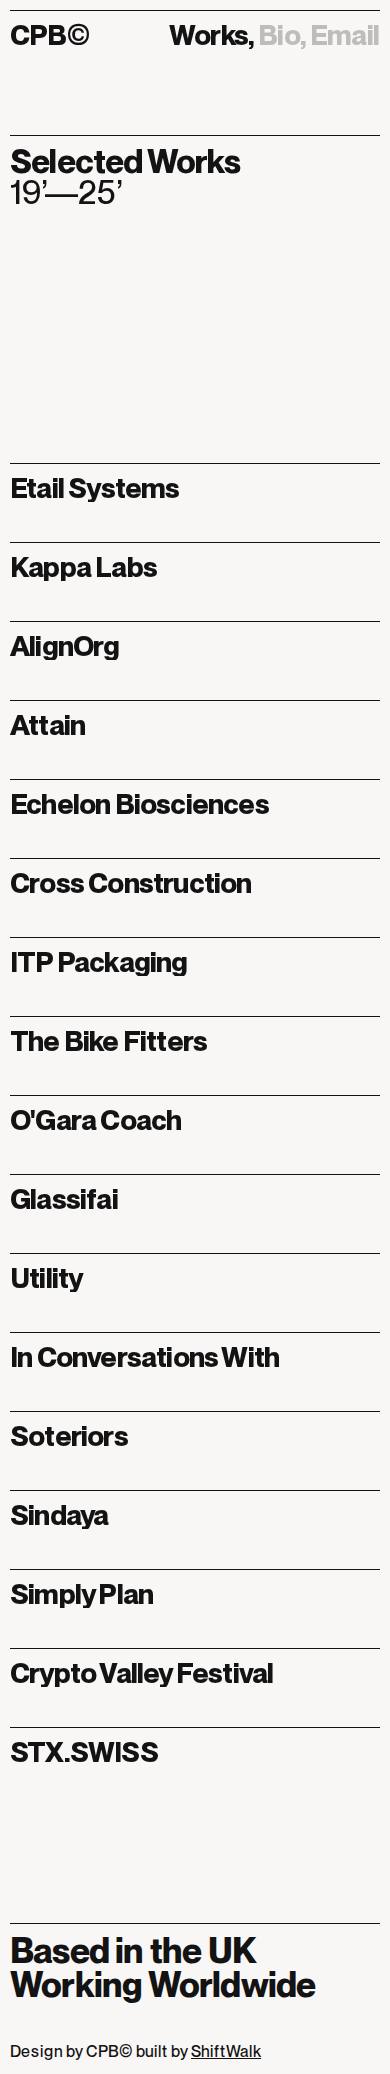 CPB© Works, Bio, Email
Selected Works
19’—25’
Etail Systems
Kappa Labs
AlignOrg
Attain
Echelon Biosciences
Cross Construction
ITP Packaging
The Bike Fitters
O'Gara Coach
Glassifai
Utility
In Conversations With
Soteriors
Sindaya
Simply Plan
Crypto Valley Festival
STX.SWISS
Based in the UK
Working Worldwide
Design by CPB© built by ShiftWalk